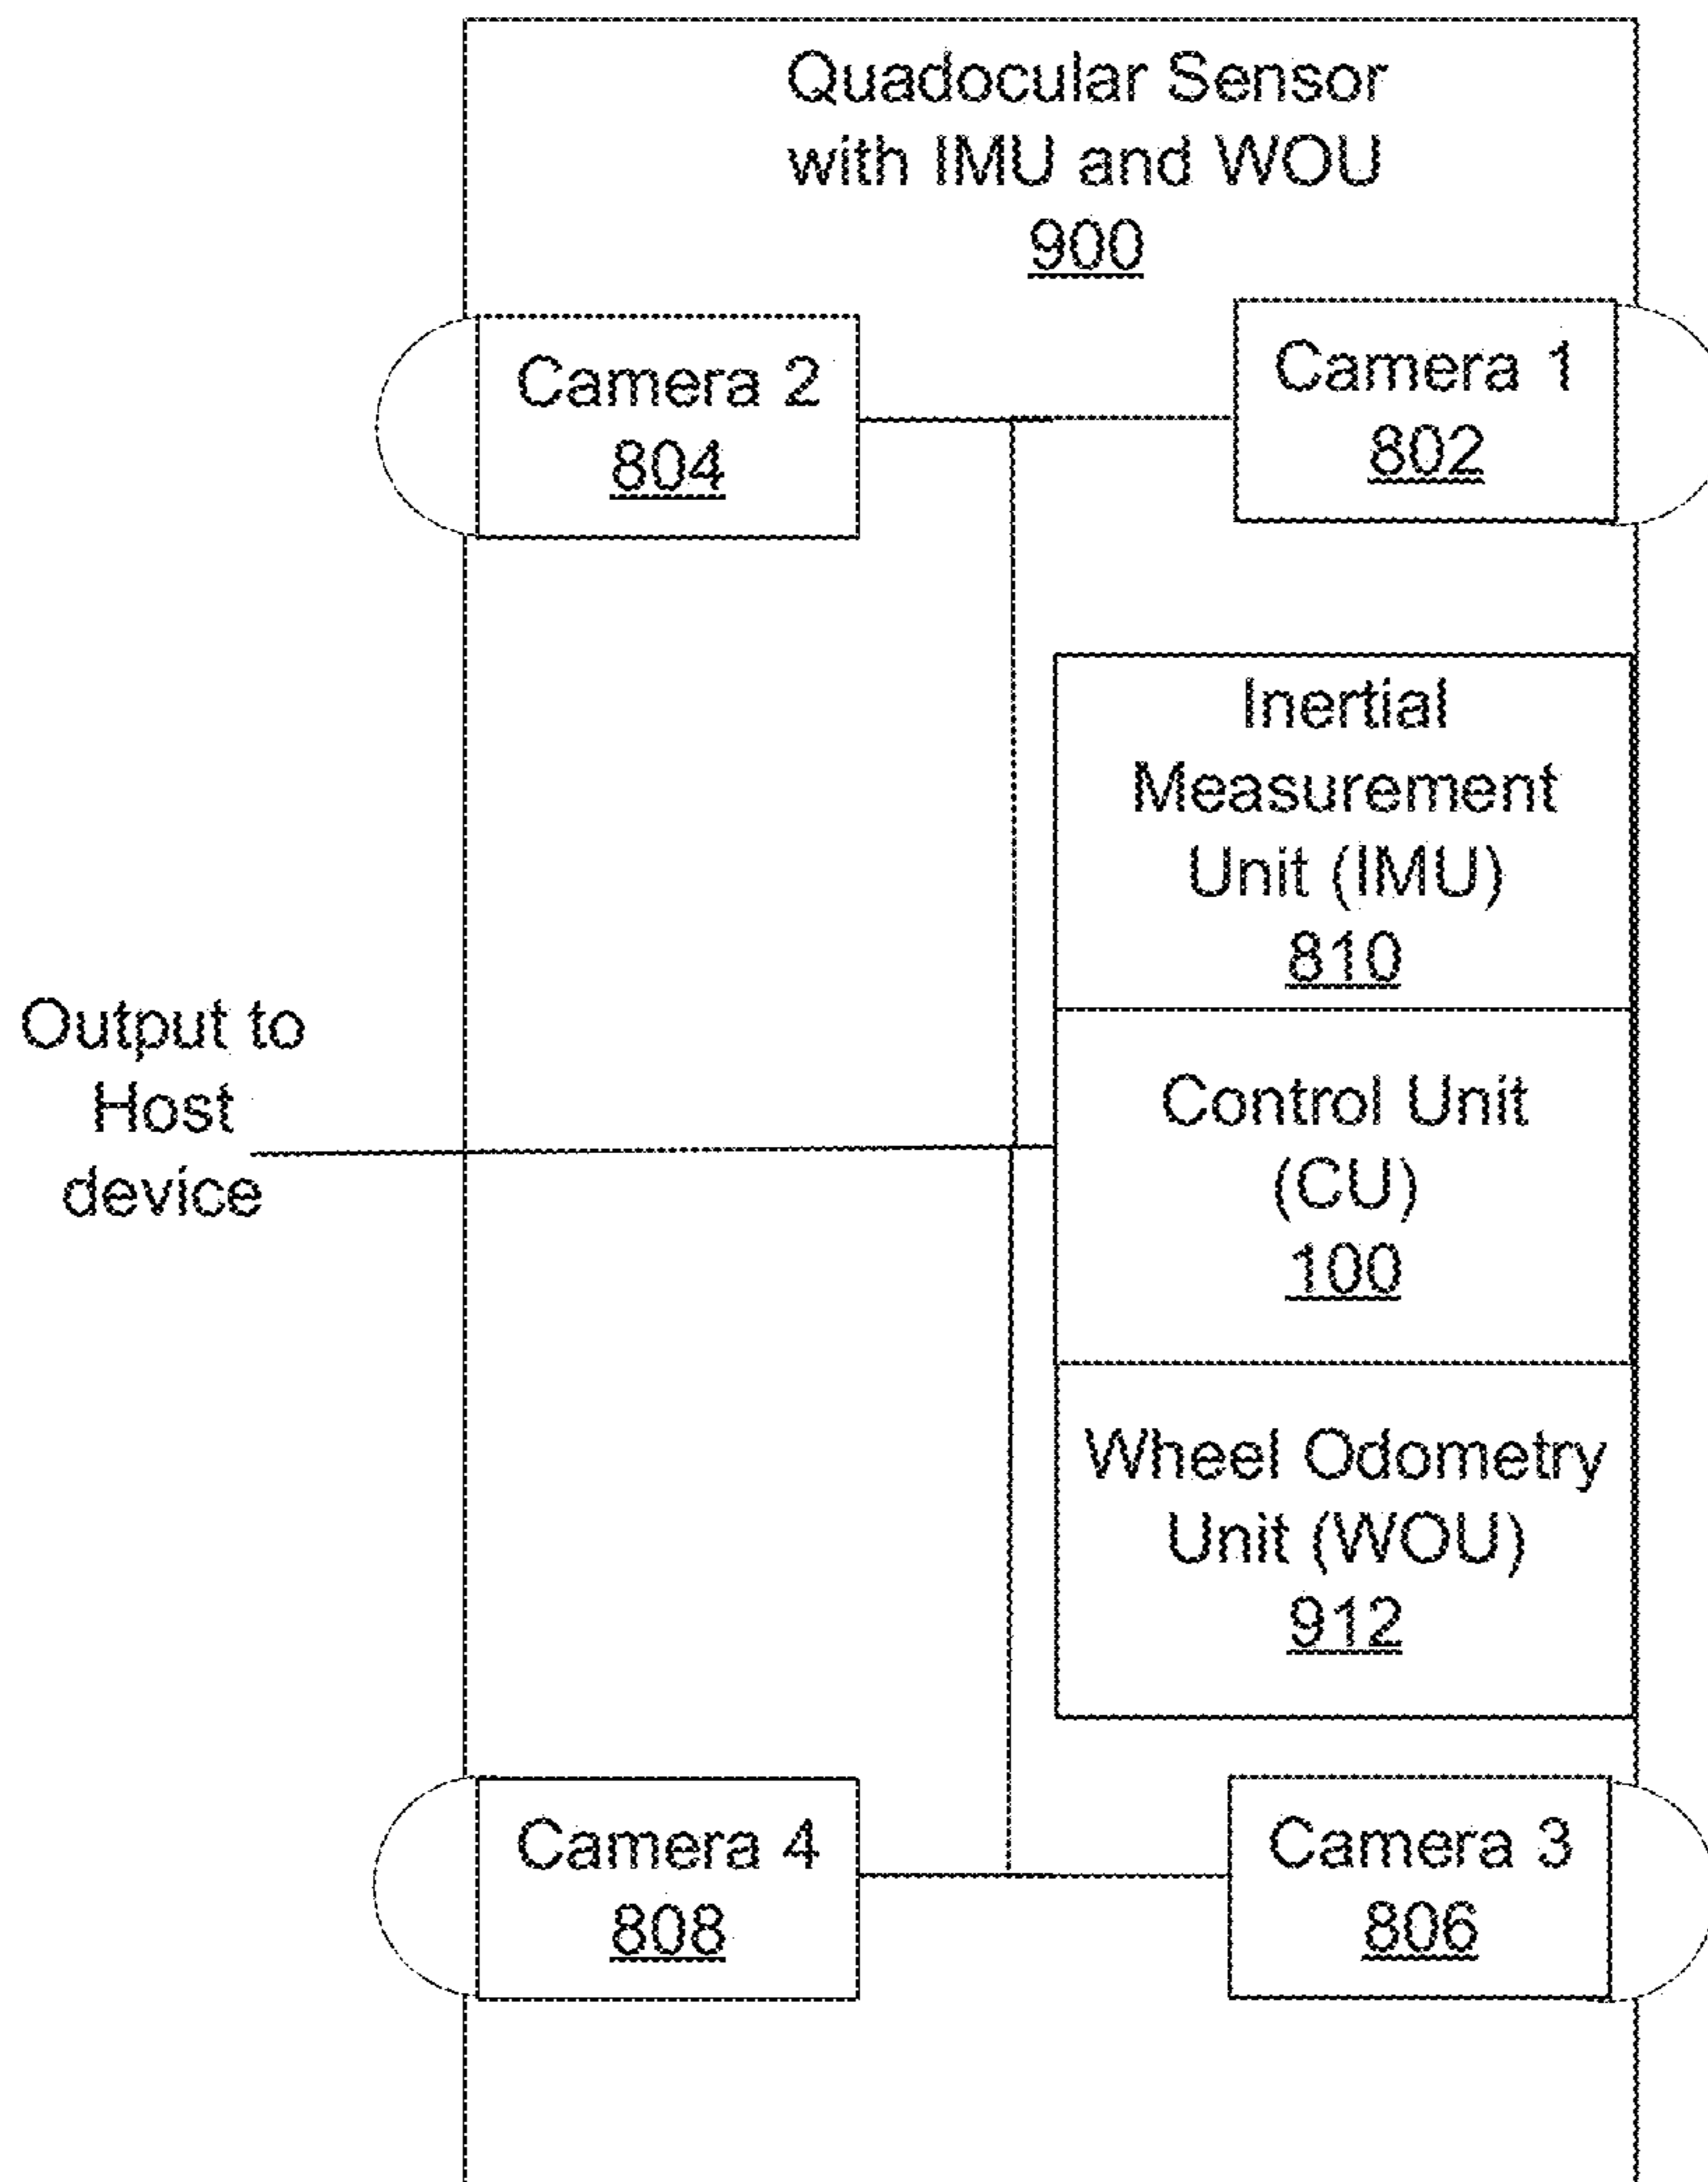 Quadocular Sensor
with IMU and WOU
900
Camera 2
804
Camera 1
802
Inertial
Measurement
Unit (IMU)
810
Output to
Host
device
Control Unit
(CU)
100
Wheel Odometry
Unit (WOU)
912
Camera 4
808
Camera 3
806